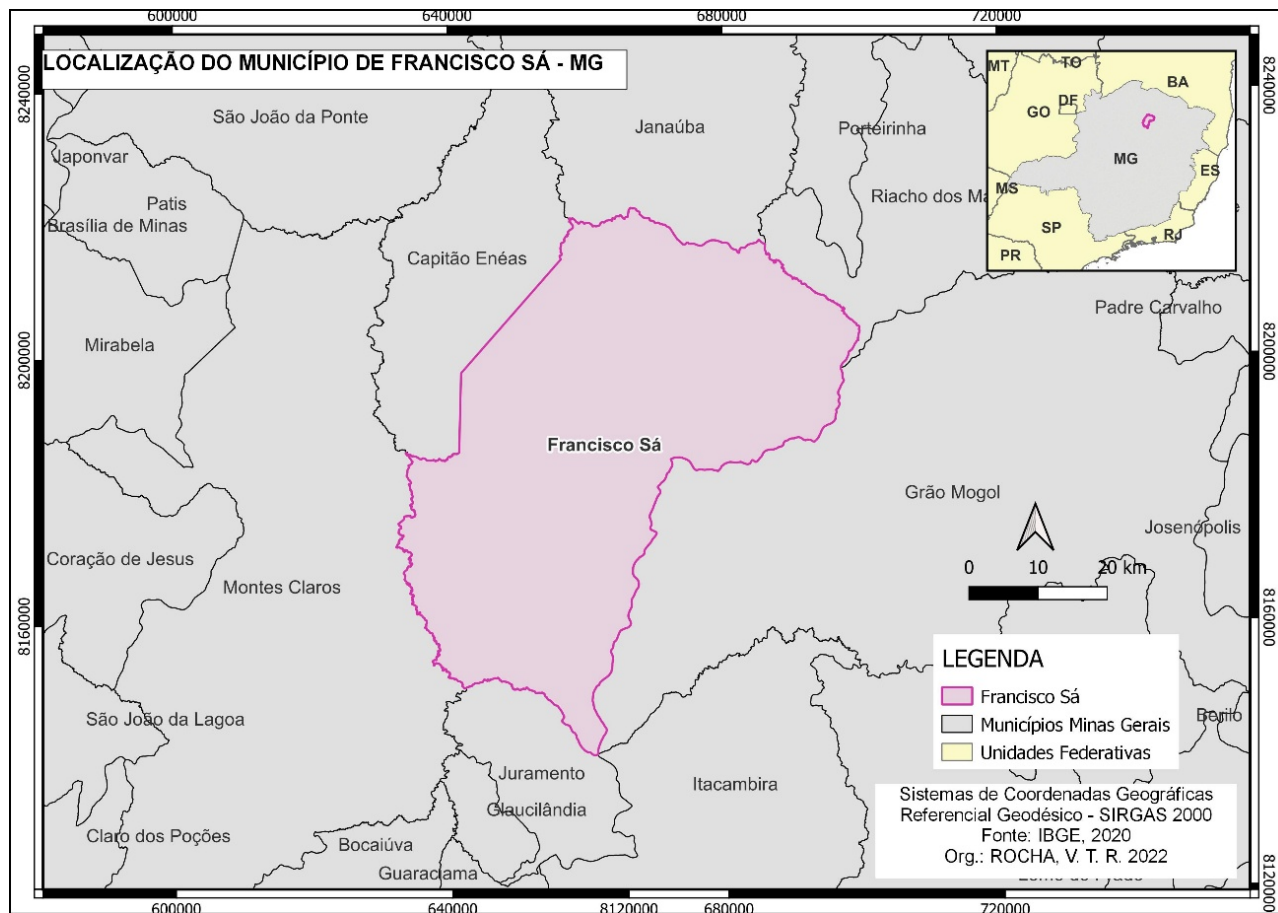 600000
640000
680000
720000
LOCALIZAÇÃO DO MUNICÍPIO DE FRANCISCO SÁ - MG
8240000
8240000
MT
TO
BA
DF
GO
MG
ES
MS
SP
RJ
PR
São João da Ponte
Janaúba
Porteirinha
Japonvar
Patis
Riacho dos Ma
Brasília de Minas
Capitão Enéas
Padre Carvalho
Mirabela
8200000
8200000
Francisco Sá
Grão Mogol
Josenópolis
Coração de Jesus
Montes Claros
0 10 20 km
8160000
8160000
LEGENDA
Francisco Sá
Municípios Minas Gerais
Unidades Federativas
São João da Lagoa
Berilo
Juramento
Itacambira
Glaucilândia
Claro dos Poções
Bocaiúva
Guaraciama
Sistemas de Coordenadas Geográficas
Referencial Geodésico - SIRGAS 2000
Fonte: IBGE, 2020
Org.: ROCHA, V. T. R. 2022
8120000
600000
640000
8120000
680000
720000